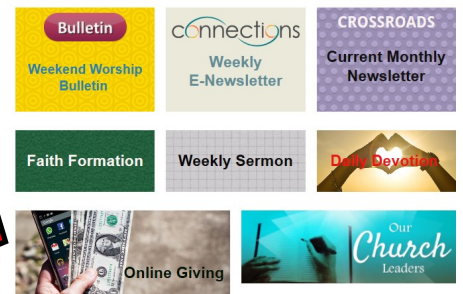 Bulletin
Weekend Worship
Bulletin
connections
Weekly
E-Newsletter
CROSSROADS
Current Monthly
Newsletter
Faith Formation
Weekly Sermon
Daily Devotion
Online Giving
Our
Church
Leaders